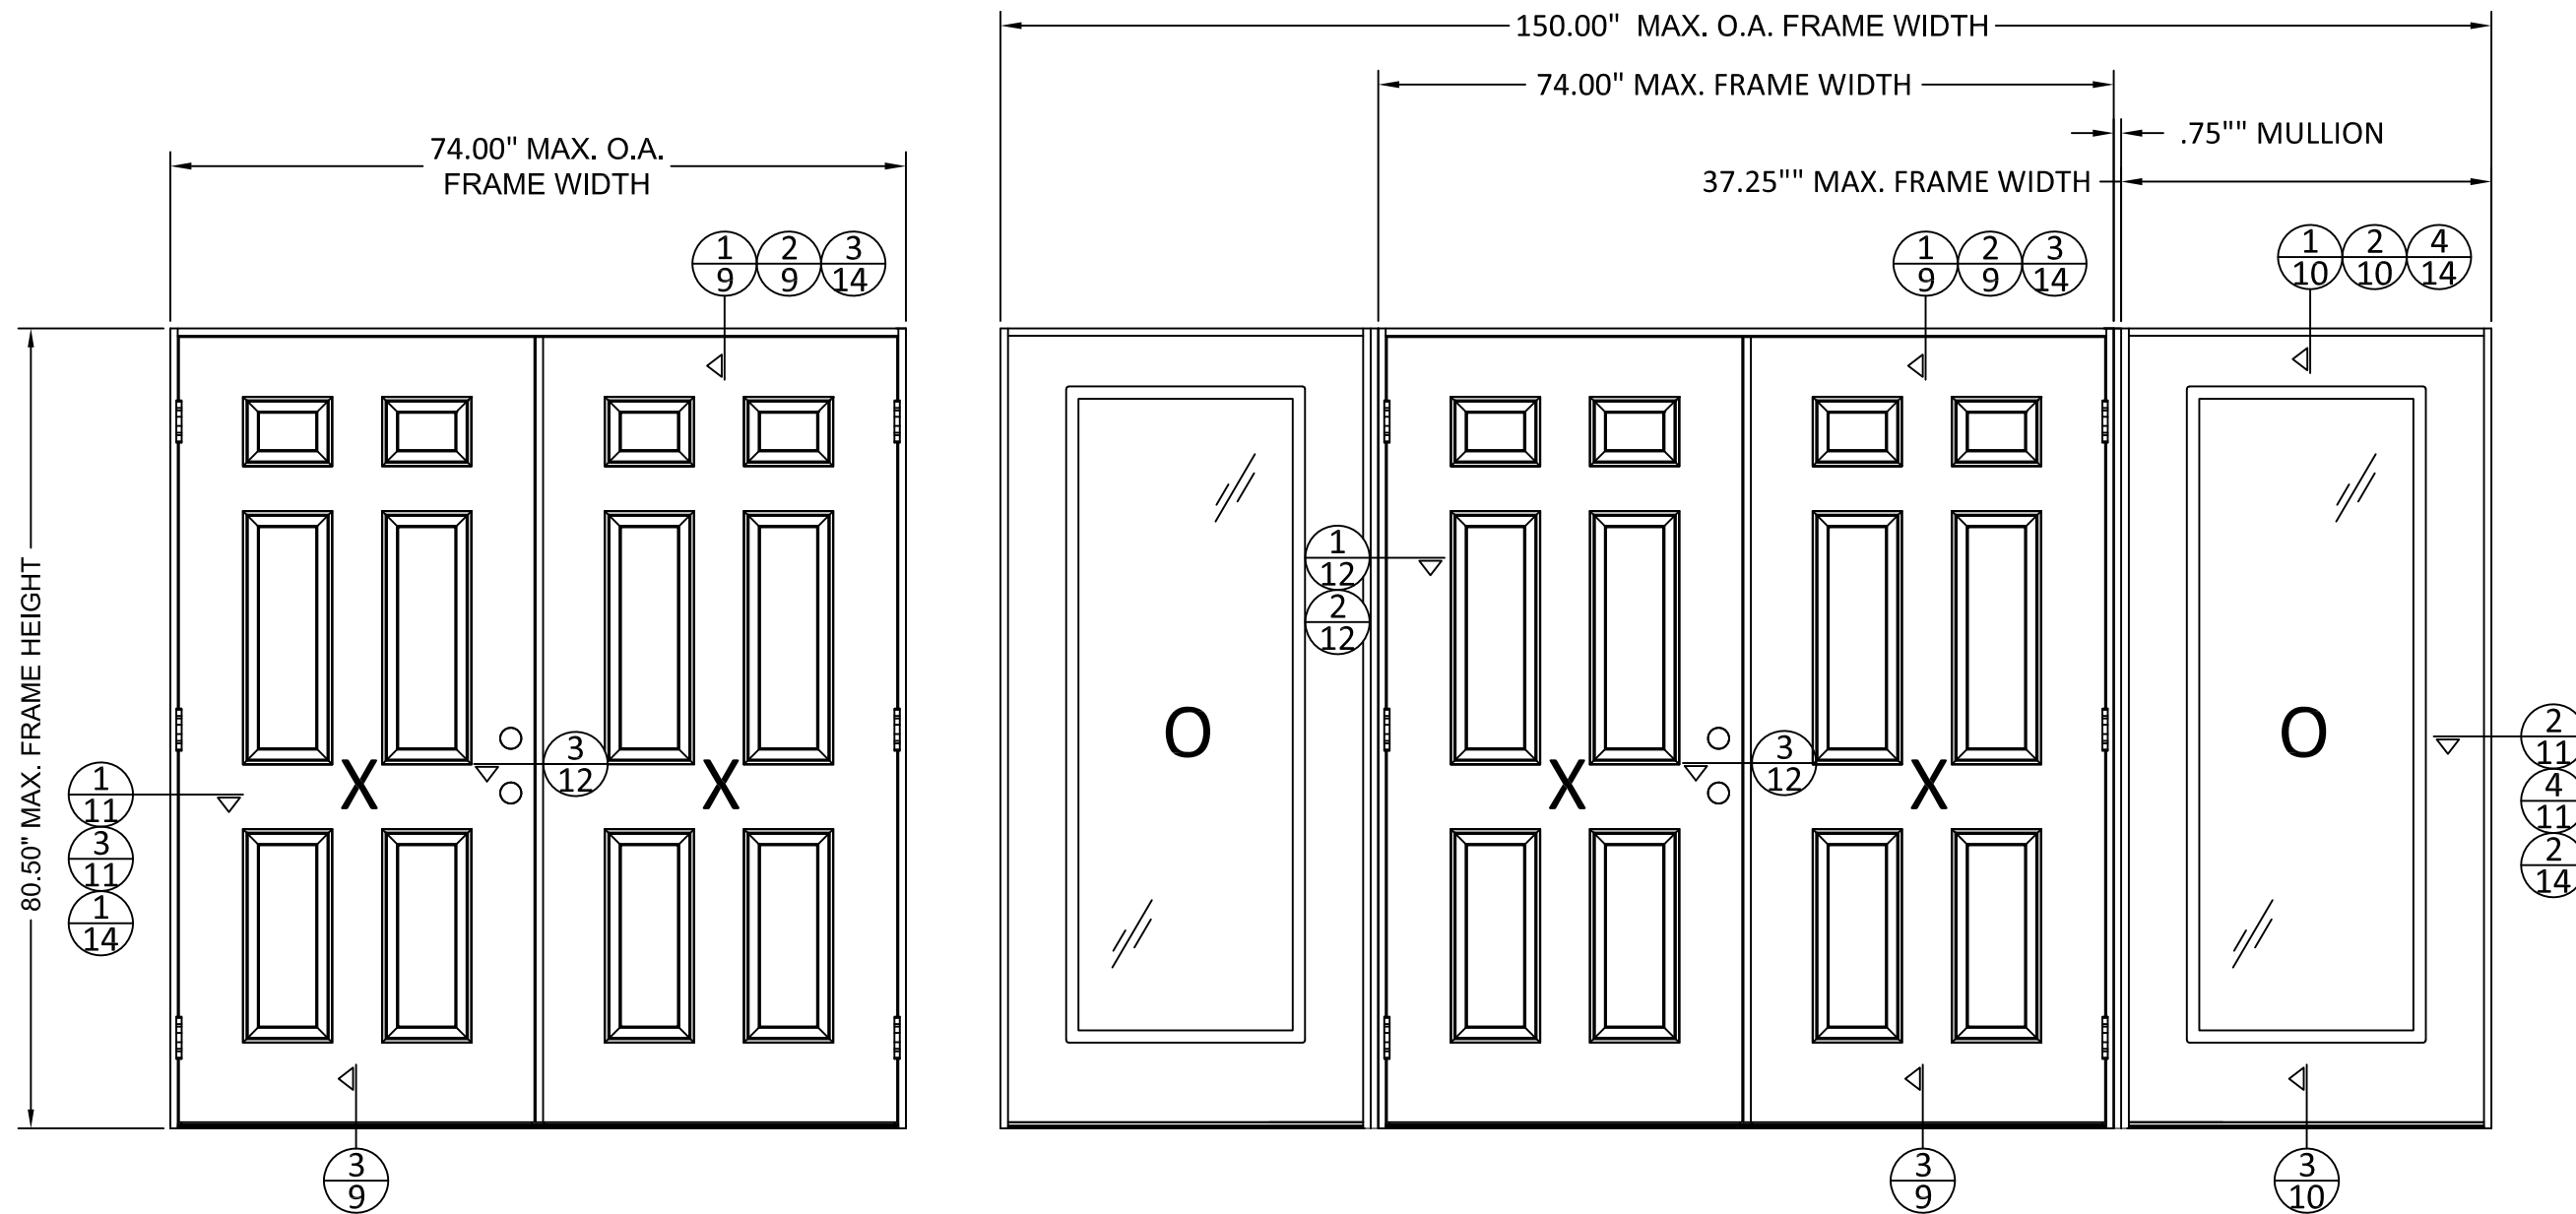 150.00" MAX. O.A. FRAME WIDTH
74.00" MAX. FRAME WIDTH
.75"" MULLION
37.25"" MAX. FRAME WIDTH
74.00" MAX. O.A.
FRAME WIDTH
1 2 3
9 9 14
1 2 3
9 9 14
1 2 4
10 10 14
80.50" MAX. FRAME HEIGHT
1
12
2
12
O
O
X
X
X
X
3
12
3
12
1
11
3
11
1
14
2
11
4
11
2
14
3
9
3
9
3
10